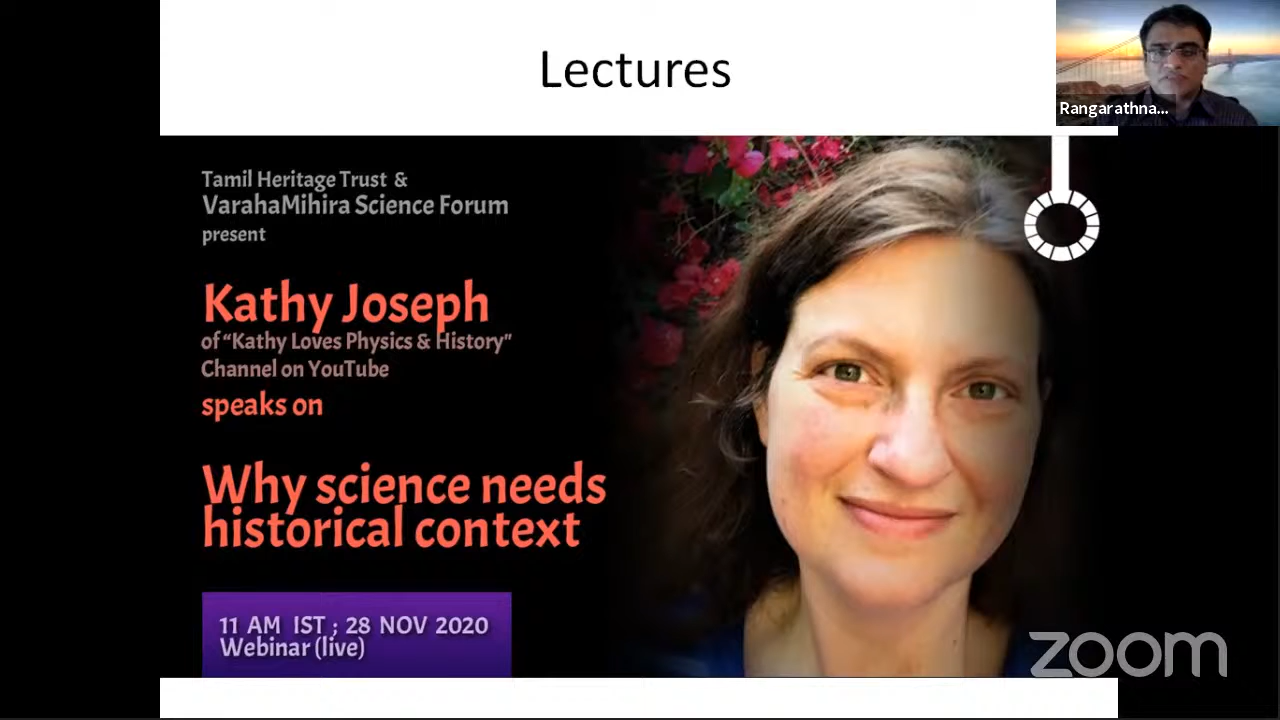 Lectures
Rangarathna...
Tamil Heritage Trust &
VarahaMihira Science Forum
present
Kathy Joseph
of “Kathy Loves Physics & History”
Channel on YouTube
speaks on
Why science needs
historical context
11 AM IST ; 28 NOV 2020
Webinar (live)
zoom